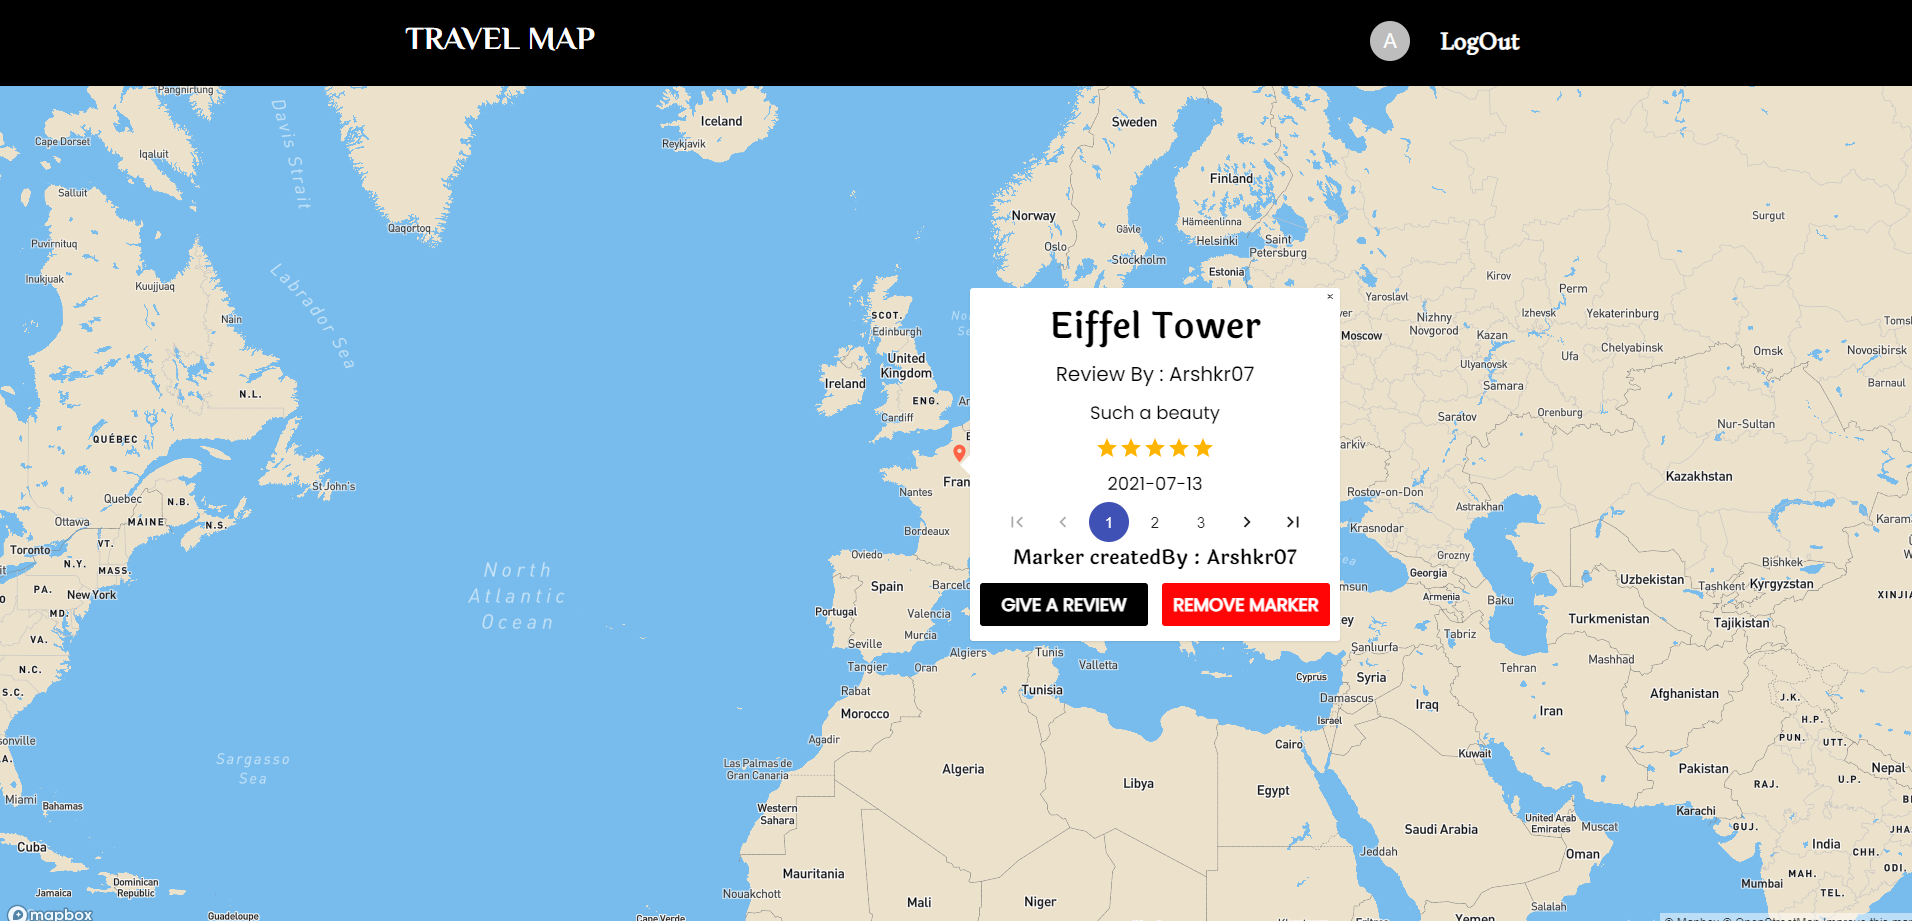 TRAVEL MAP
A
LogOut
Pangnirtung
Davis Strait
Cape Dorset
Iqaluit
Iceland
Reykjavik
Sweden
Finland
Salluit
Norway
Hämeenlinna
Surgut
Qaqortoq
Gävle
Puvirnituq
Oslo
Helsinki
Saint
Petersburg
Stockholm
Estonia
Inukjuak
Kuujjuaq
Labrador Sea
Kirov
Perm
Yaroslavl
×
Nain
SCOT.
Edinburgh
Eiffel Tower
Nizhny
Novgorod
Izhevsk
Yekaterinburg
Moscow
Kazan
Chelyabinsk
Omsk
Novosibirsk
Ufa
United
Kingdom
Ulyanovsk
Samara
Barnaul
Ireland
Review By : Arshkr07
N.L.
ENG.
Cardiff
Such a beauty
Saratov
Orenburg
Nur-Sultan
QUÉBEC
2021-07-13
Kazakhstan
St John's
Nantes
Rostov-on-Don
Quebec
N.B.
Astrakhan
Ottawa
MAINE
N.S.
1
2
3
Krasnodar
Bordeaux
Toronto
VT.
Oviedo
Marker createdBy : Arshkr07
Grozny
Bishkek
N.Y.
MASS.
Georgia
North
Atlantic
Ocean
Spain
Uzbekistan
Tashkent
Kyrgyzstan
PA.
New York
GIVE A REVIEW
REMOVE MARKER
Armenia
Baku
MD.
Portugal
Valencia
Turkmenistan
Tajikistan
VA.
Murcia
Tabriz
Seville
Şanlıurfa
Algiers
Tunis
Mashhad
N.C.
Tangier
Oran
Valletta
Tehran
Cyprus
Syria
S.C.
Rabat
Tunisia
Damascus
Afghanistan
J.K.
Morocco
Iraq
Iran
Israel
H.P.
Agadir
Cairo
Kuwait
PUN.
UTT.
Sargasso
Sea
Las Palmas de
Gran Canaria
Algeria
Libya
Egypt
Pakistan
Nepal
RAJ.
U.P.
Miami
Bahamas
Western
Sahara
Karachi
United Arab
Emirates
Muscat
GUJ.
Saudi Arabia
Cuba
Jeddah
Oman
India
CHH.
Mauritania
Dominican
Republic
Jamaica
Nouakchott
Mumbai
MAH.
ODI.
TEL.
Mali
Niger
Salalah
mapbox
Guadeloupe
Cape Verde
Yemen